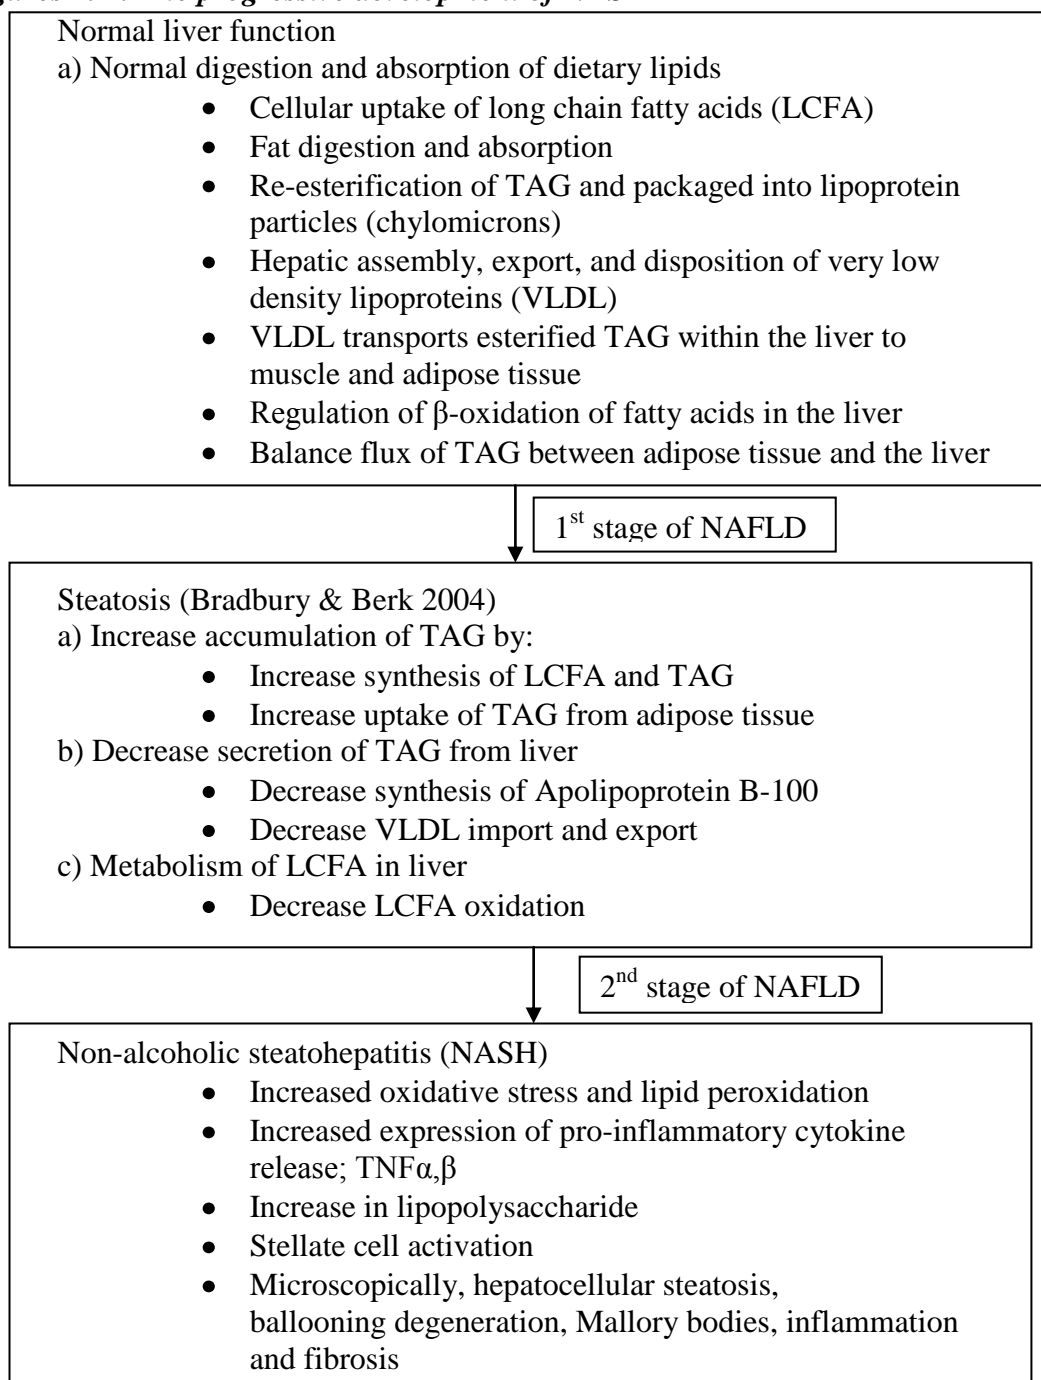 progressive
Normal liver function
a) Normal digestion and absorption of dietary lipids
• Cellular uptake of long chain fatty acids (LCFA)
• Fat digestion and absorption
• Re-esterification of TAG and packaged into lipoprotein
particles (chylomicrons)
• Hepatic assembly, export, and disposition of very low
density lipoproteins (VLDL)
• VLDL transports esterified TAG within the liver to
muscle and adipose tissue
• Regulation of β-oxidation of fatty acids in the liver
• Balance flux of TAG between adipose tissue and the liver
1st stage of NAFLD
Steatosis (Bradbury & Berk 2004)
a) Increase accumulation of TAG by:
• Increase synthesis of LCFA and TAG
• Increase uptake of TAG from adipose tissue
b) Decrease secretion of TAG from liver
• Decrease synthesis of Apolipoprotein B-100
• Decrease VLDL import and export
c) Metabolism of LCFA in liver
• Decrease LCFA oxidation
2nd stage of NAFLD
Non-alcoholic steatohepatitis (NASH)
• Increased oxidative stress and lipid peroxidation
• Increased expression of pro-inflammatory cytokine
release; TNFα,β
• Increase in lipopolysaccharide
• Stellate cell activation
• Microscopically, hepatocellular steatosis,
ballooning degeneration, Mallory bodies, inflammation
and fibrosis